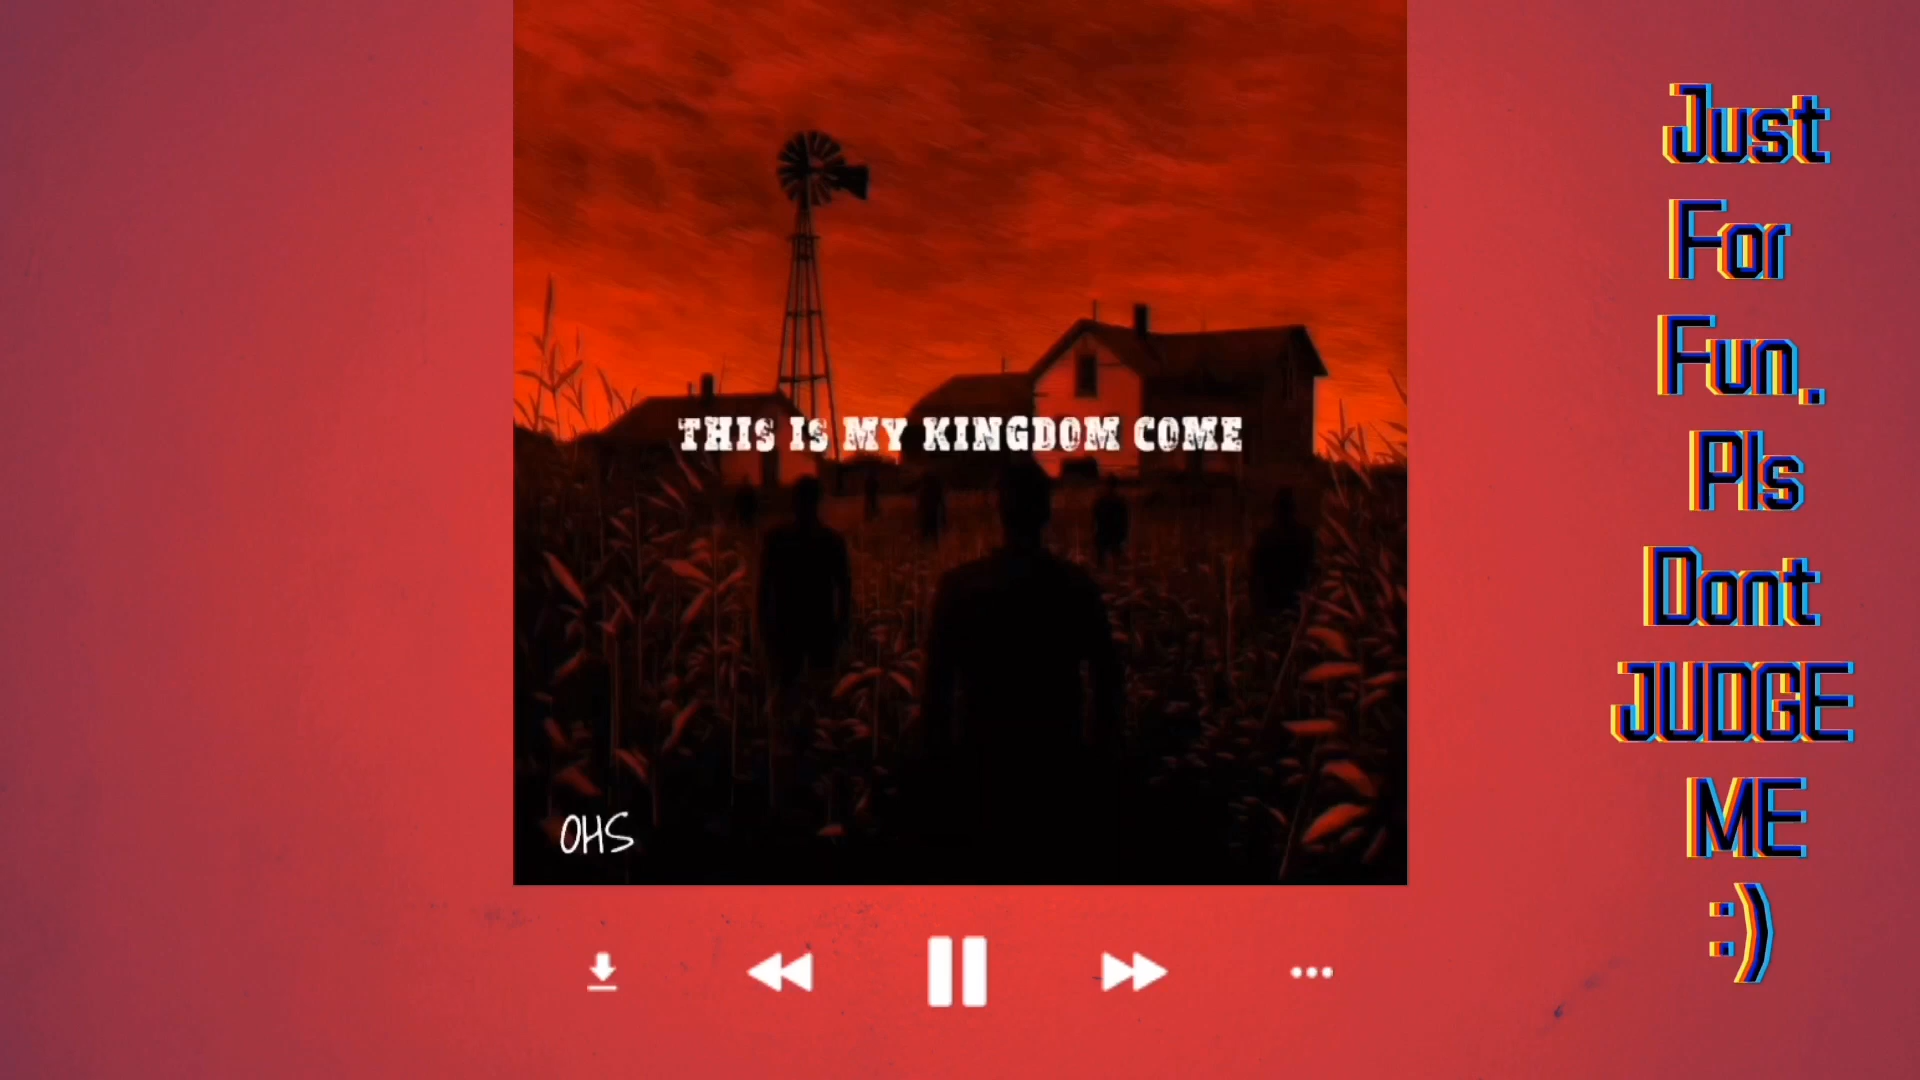 THIS IS MY KINGDOM COME
OHS
Just
For
Fun.
Pls
Dont
JUDGE
ME
:)